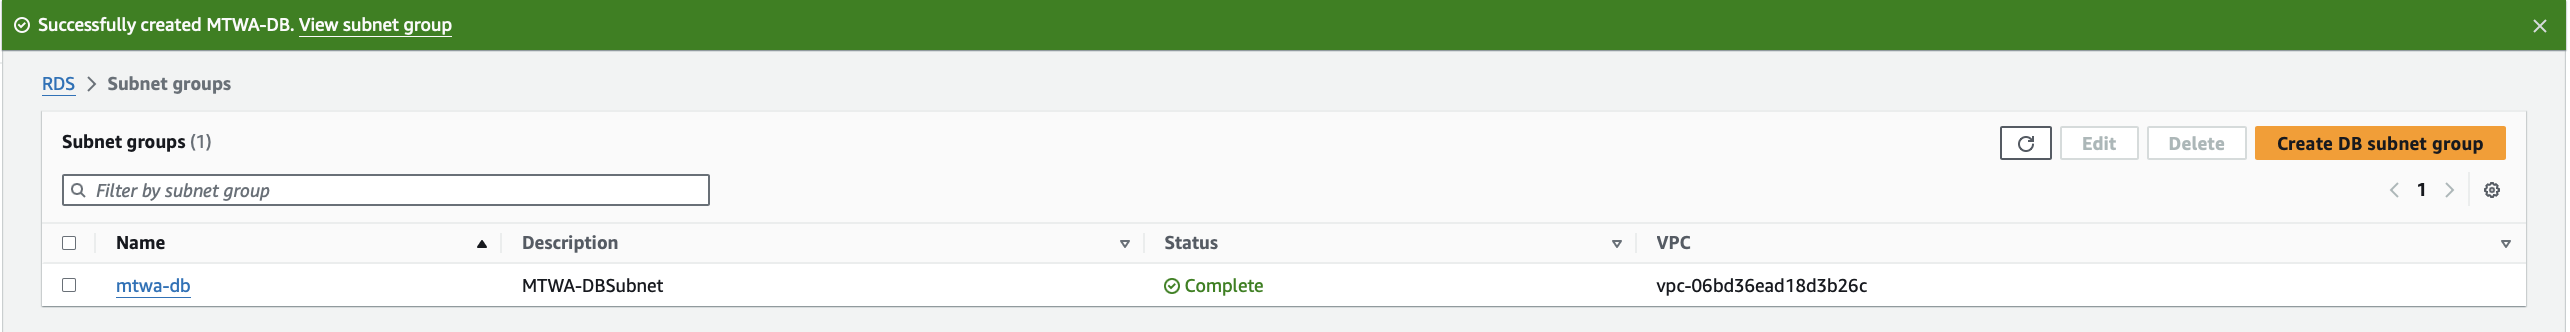 Successfully created MTWA-DB. View subnet group
RDS > Subnet groups
Subnet groups (1)
Edit
Delete
Create DB subnet group
Filter by subnet group
1
Name Description Status VPC
mtwa-db MTWA-DBSubnet Complete vpc-06bd36ead18d3b26c